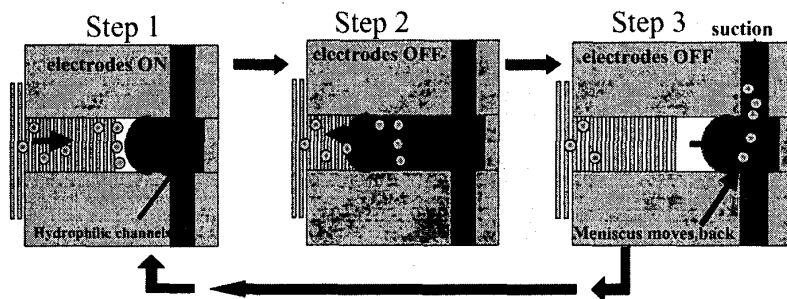 Step 1
Step 2
Step 3
suction
electrodes ON
electrodes OFF
electrodes OFF
Hydrophilic channels
Meniscus moves back